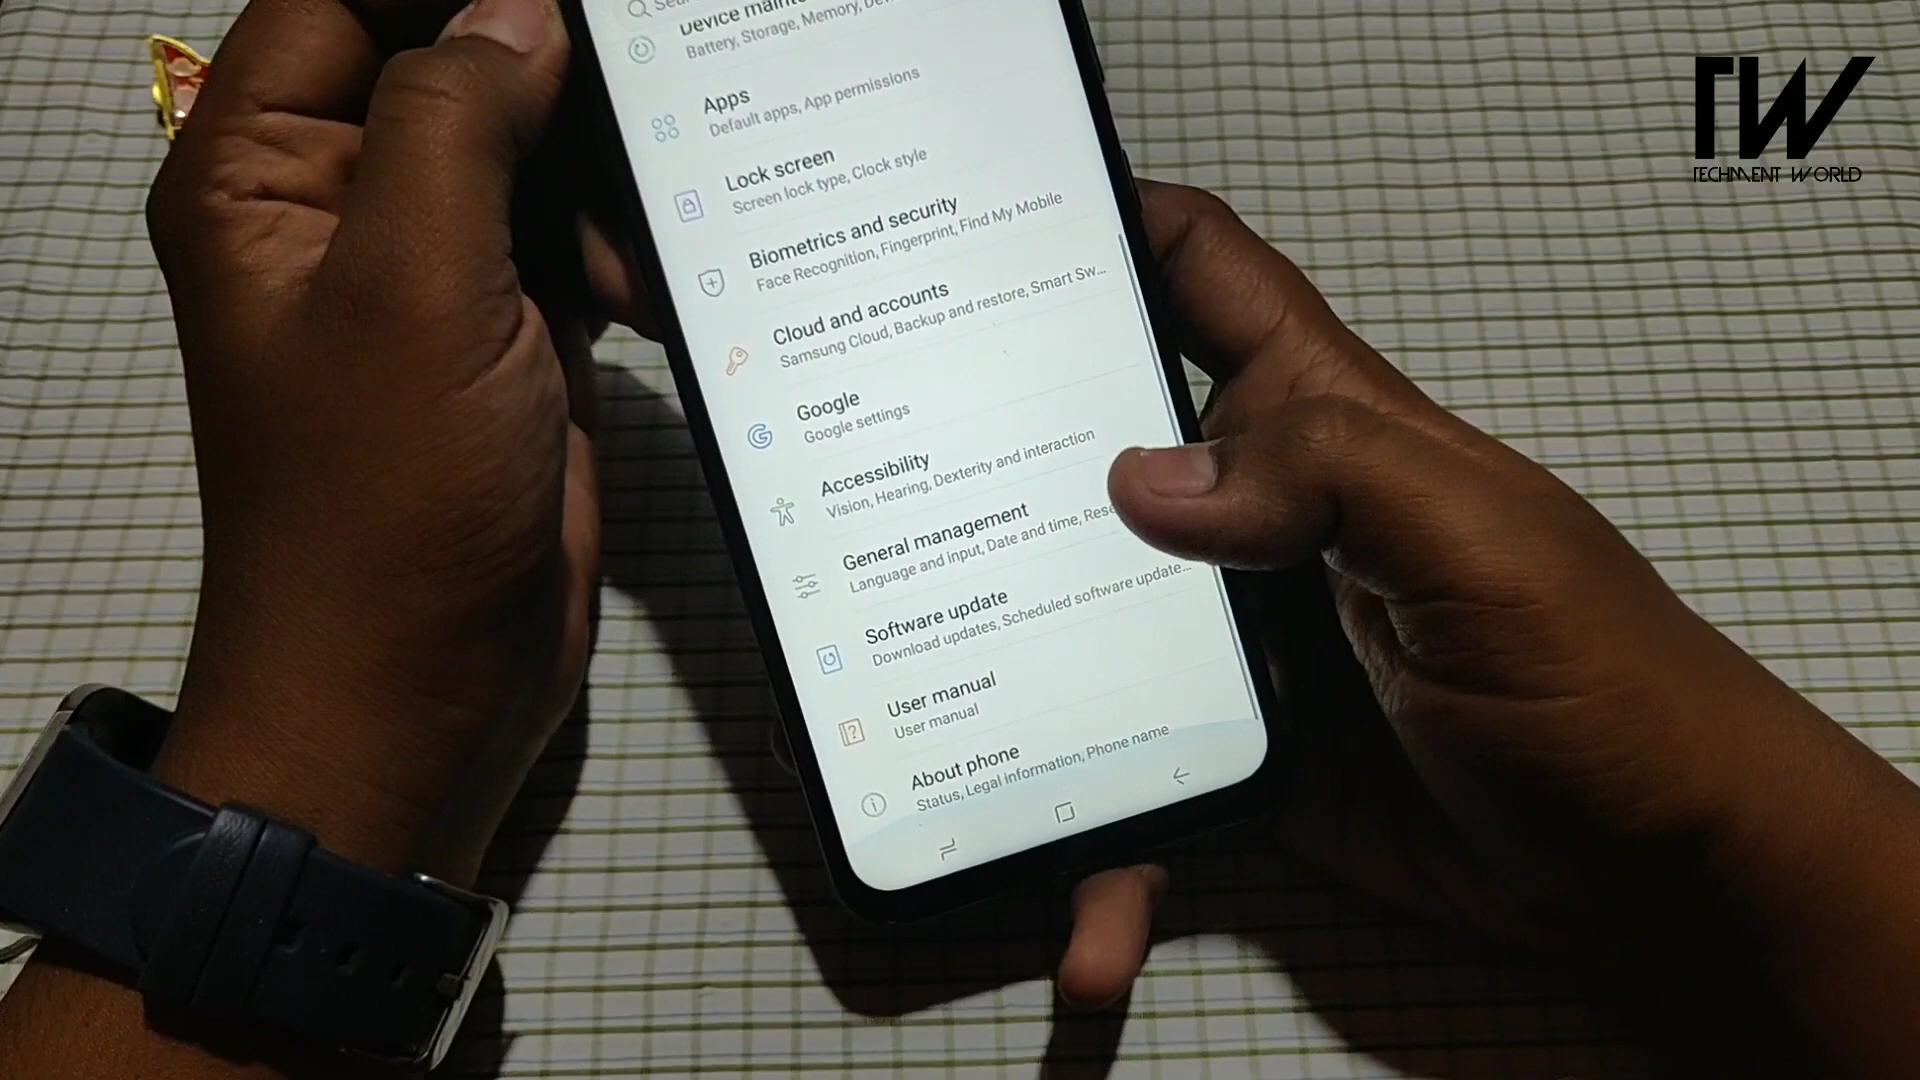 Device
Battery, Storage, Memory,
Apps
Default apps, App permissions
Lock screen
Screen lock type, Clock style
Biometrics and security
Face Recognition, Fingerprint, Find My Mobile
Cloud and accounts
Samsung Cloud, Backup and restore, Smart Sw...
Google
Google settings
Accessibility
Vision, Hearing, Dexterity and interaction
General management
Language and input, Date and time,
Software update
Download updates, Scheduled software update...
User manual
User manual
About phone
Status, Legal information, Phone name
TW
TECHMENT WORLD